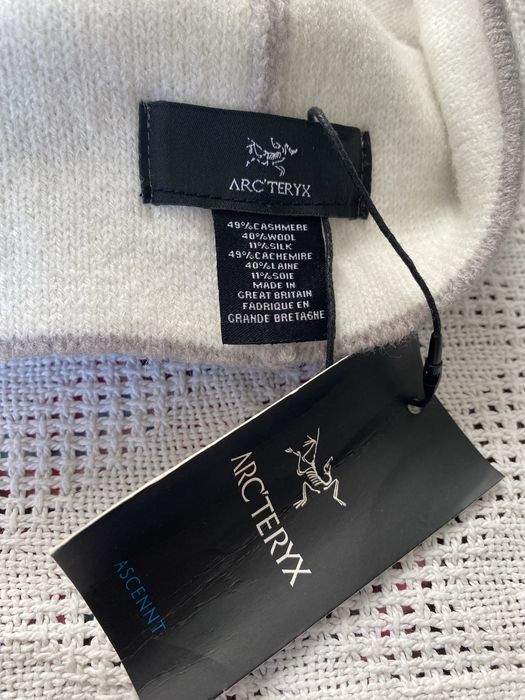 ARC'TERYX
49%CASHMERE
40%WOOL
11%SILK
49%CACHEMIRE
40%LAINE
11%SOIE
MADE IN
GREAT BRITAIN
FABRIQUE EN
GRANDE BRETAGNE
ARC'TERYX
ASCENNT